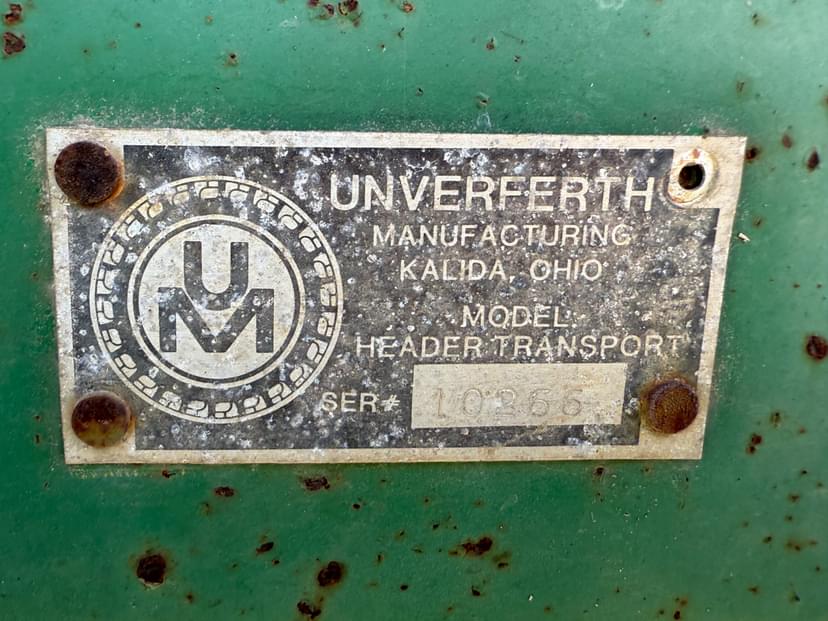 UM
UNVERFERTH
MANUFACTURING
KALIDA, OHIO
MODEL:
HEADER TRANSPORT
SER# 10266